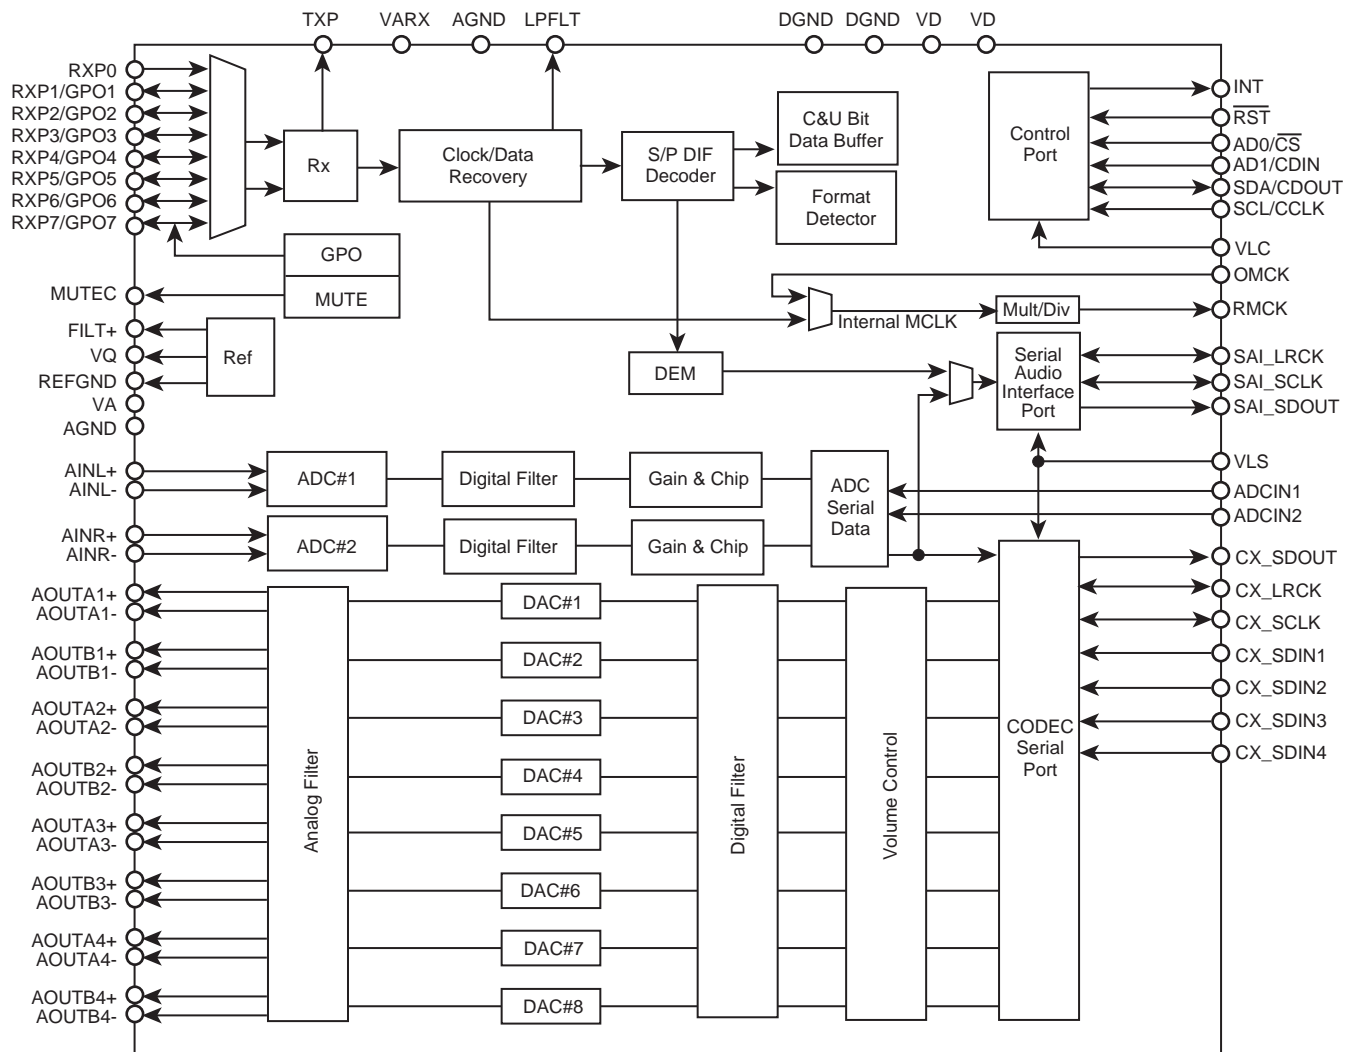 TXP
VARX
AGND
LPFLT
DGND
DGND
VD
VD
RXP0
RXP1/GPO1
RXP2/GPO2
RXP3/GPO3
RXP4/GPO4
RXP5/GPO5
RXP6/GPO6
RXP7/GPO7
MUTEC
FILT+
VQ
REFGND
VA
AGND
AINL+
AINL-
AINR+
AINR-
AOUTA1+
AOUTA1-
AOUTB1+
AOUTB1-
AOUTA2+
AOUTA2-
AOUTB2+
AOUTB2-
AOUTA3+
AOUTA3-
AOUTB3+
AOUTB3-
AOUTA4+
AOUTA4-
AOUTB4+
AOUTB4-
Rx
Clock/Data
Recovery
S/P DIF
Decoder
C&U Bit
Data Buffer
Format
Detector
Control
Port
GPO
MUTE
Ref
Internal MCLK
Mult/Div
DEM
Serial
Audio
Interface
Port
ADC#1
Digital Filter
Gain & Chip
ADC
Serial
Data
ADC#2
Digital Filter
Gain & Chip
Analog Filter
DAC#1
DAC#2
DAC#3
DAC#4
DAC#5
DAC#6
DAC#7
DAC#8
Digital Filter
Volume Control
CODEC
Serial
Port
INT
RST
AD0/CS
AD1/CDIN
SDA/CDOUT
SCL/CCLK
VLC
OMCK
RMCK
SAI_LRCK
SAI_SCLK
SAI_SDOUT
VLS
ADCIN1
ADCIN2
CX_SDOUT
CX_LRCK
CX_SCLK
CX_SDIN1
CX_SDIN2
CX_SDIN3
CX_SDIN4